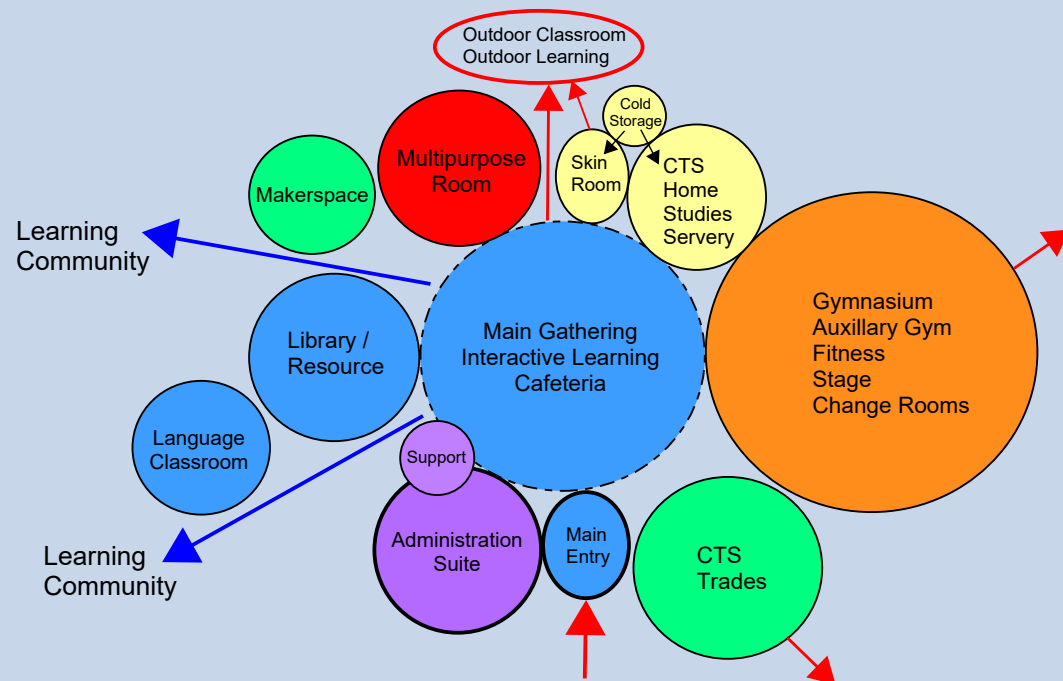 Outdoor Classroom
Outdoor Learning
Cold
Storage
Multipurpose
Room
Makerspace
Skin
Room
CTS
Home
Studies
Servery
Learning
Community
Library /
Resource
Main Gathering
Interactive Learning
Cafeteria
Gymnasium
Auxillary Gym
Fitness
Stage
Change Rooms
Language
Classroom
Support
Administration
Suite
Main
Entry
CTS
Trades
Learning
Community